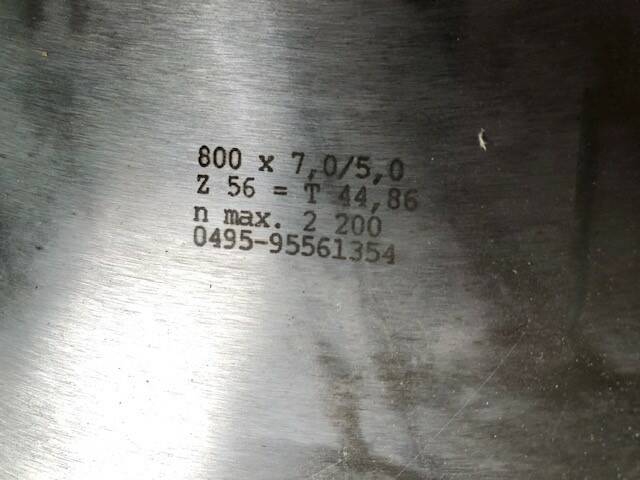 800 x 7,0/5,0
Z 56 = T 44,86
n max. 2 200
0495-95561354